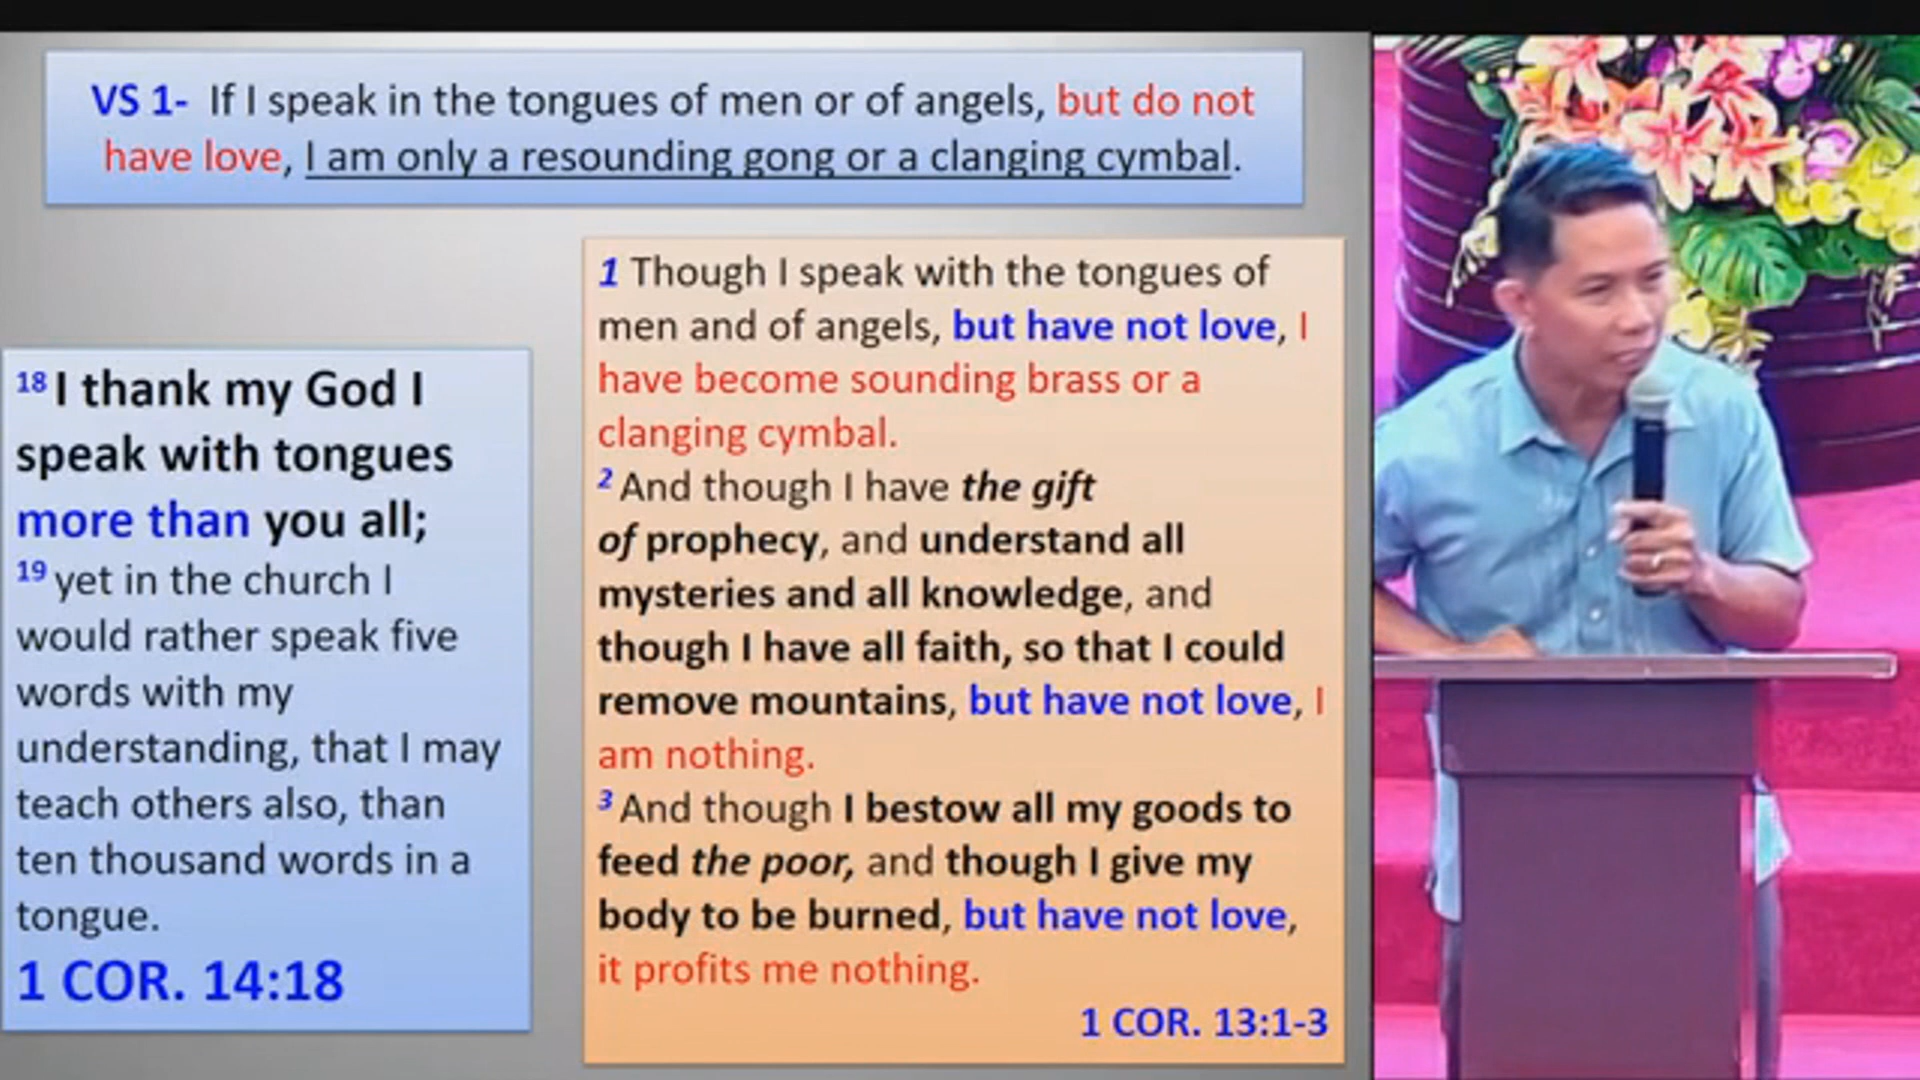 VS 1- If I speak in the tongues of men or of angels, but do not
have love, I am only a resounding gong or a clanging cymbal.
18 I thank my God I
speak with tongues
more than you all;
19 yet in the church I
would rather speak five
words with my
understanding, that I may
teach others also, than
ten thousand words in a
tongue.
1 COR. 14:18
1 Though I speak with the tongues of
men and of angels, but have not love, I
have become sounding brass or a
clanging cymbal.
2 And though I have the gift
of prophecy, and understand all
mysteries and all knowledge, and
though I have all faith, so that I could
remove mountains, but have not love, I
am nothing.
3 And though I bestow all my goods to
feed the poor, and though I give my
body to be burned, but have not love,
it profits me nothing.
1 COR. 13:1-3